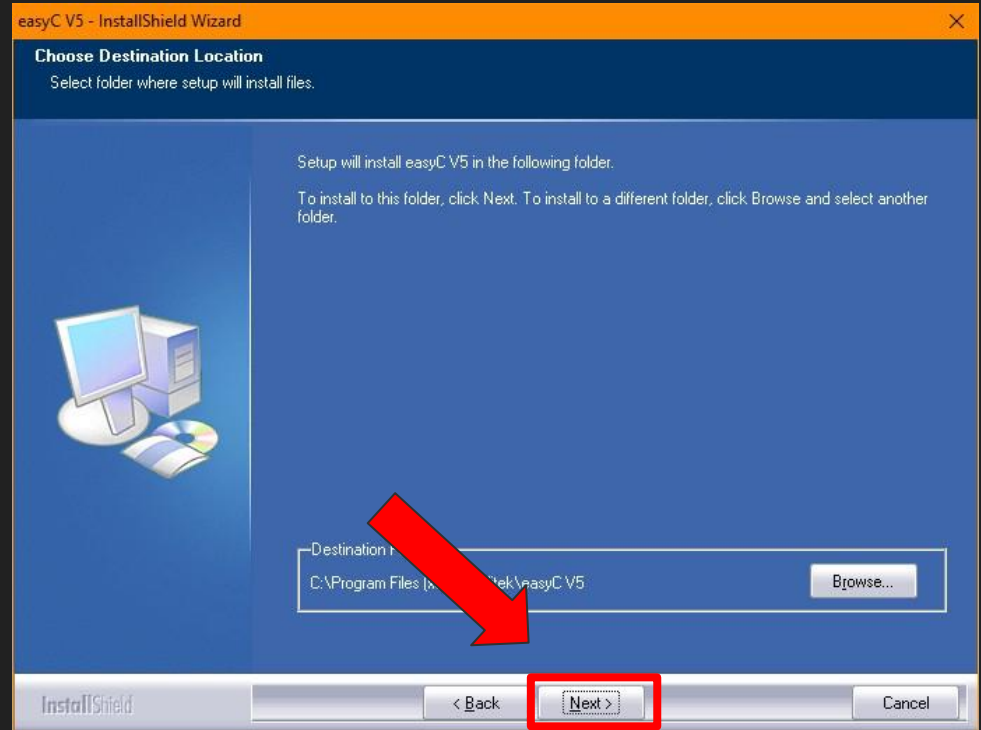 easyC V5 - InstallShield Wizard
Choose Destination Location
Select folder where setup will install files.
Setup will install easyC V5 in the following folder.
To install to this folder, click Next. To install to a different folder, click Browse and select another
folder.
Destination
C:\Program Files \easyC V5
Browse...
InstallShield
< Back
Next >
Cancel